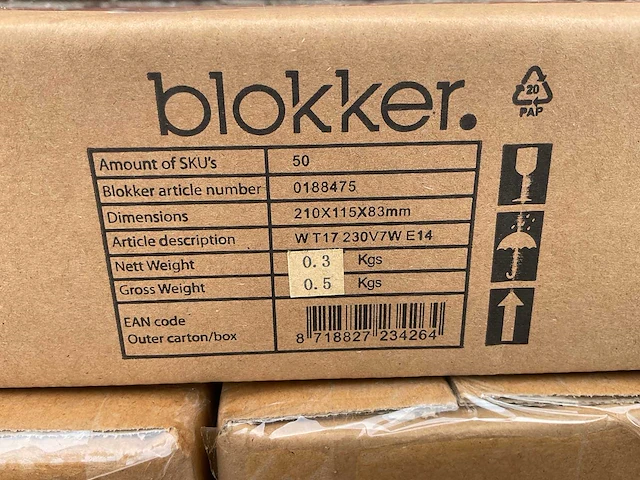 blokker.
20
PAP
Amount of SKU's 50
Blokker article number 0188475
Dimensions 210X115X83mm
Article description W T17 230V7W E14
Nett Weight 0.3 Kgs
Gross Weight 0.5 Kgs
EAN code
Outer carton/box
8 718827 234264